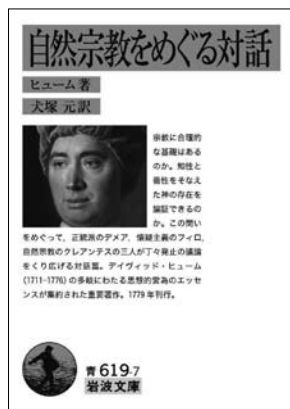 自然宗教をめぐる対話
ヒューム著
犬塚 元訳
宗教に合理的
な基礎はある
のか。知性と
善性をそなえ
た神の存在を
論証できるの
か。この問い
をめぐって、正統派のデメア、懐疑主義のフィロ、
自然宗教のクレアンテスの三人が丁々発止の議論
をくり広げる対話篇。デイヴィッド・ヒューム
(1711-1776)の多岐にわたる思想的営為のエッセ
ンスが集約された重要著作。1779年刊行。
青 619-7
岩波文庫